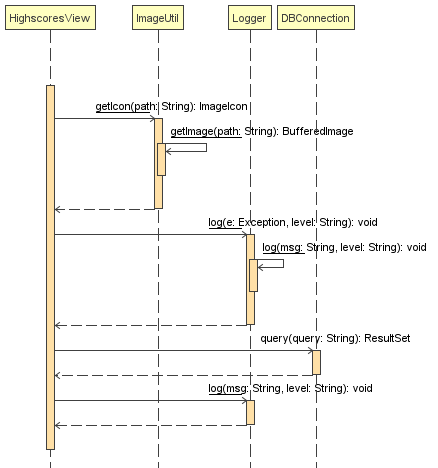 HighscoresView ImageUtil Logger DBConnection
getIcon(path: String): ImageIcon
getImage(path: String): BufferedImage
log(e: Exception, level: String): void
log(msg: String, level: String): void
query(query: String): ResultSet
log(msg: String, level: String): void